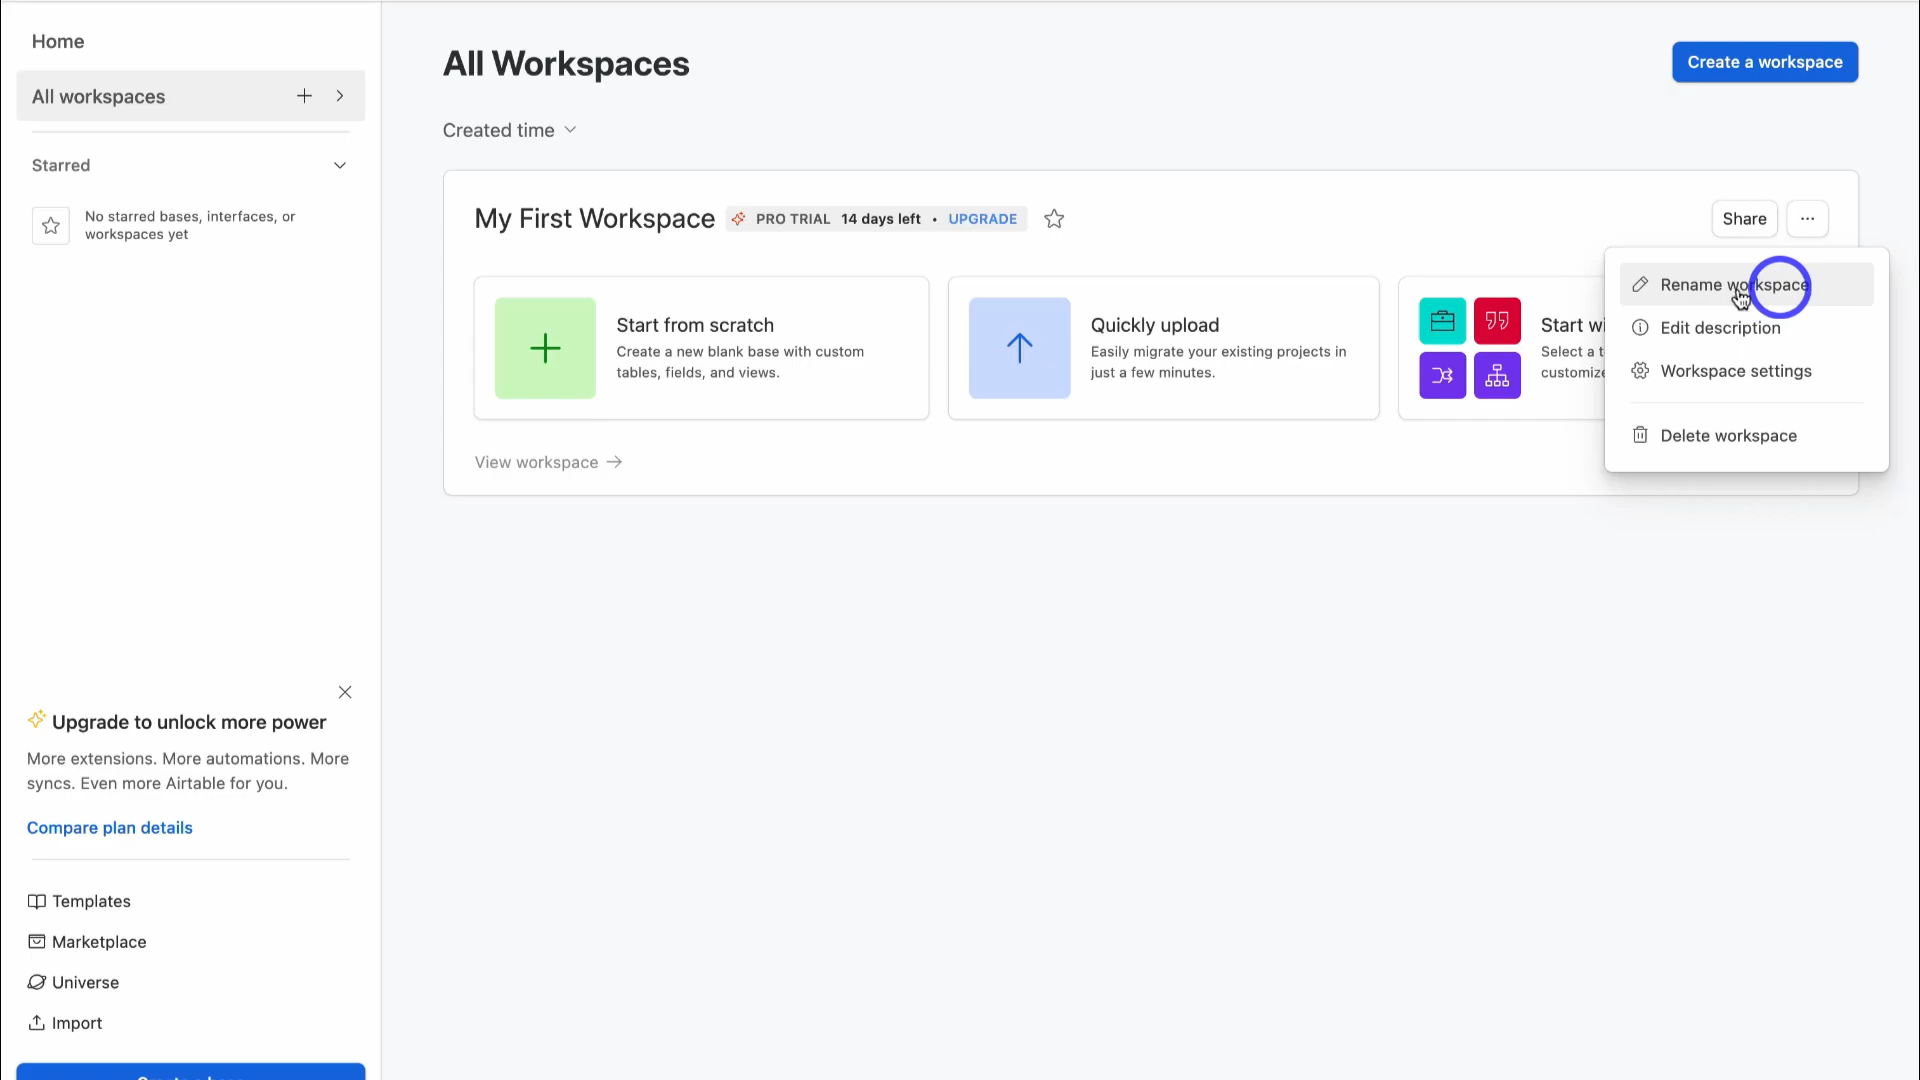 Home
All workspaces
Starred
No starred bases, interfaces, or
workspaces yet
Upgrade to unlock more power
More extensions. More automations. More
syncs. Even more Airtable for you.
Compare plan details
Templates
Marketplace
Universe
Import
All Workspaces
Create a workspace
Created time
My First Workspace
PRO TRIAL 14 days left • UPGRADE
Share
Start from scratch
Create a new blank base with custom
tables, fields, and views.
Quickly upload
Easily migrate your existing projects in
just a few minutes.
Start
Select a
View workspace
Rename workspace
Edit description
Workspace settings
Delete workspace